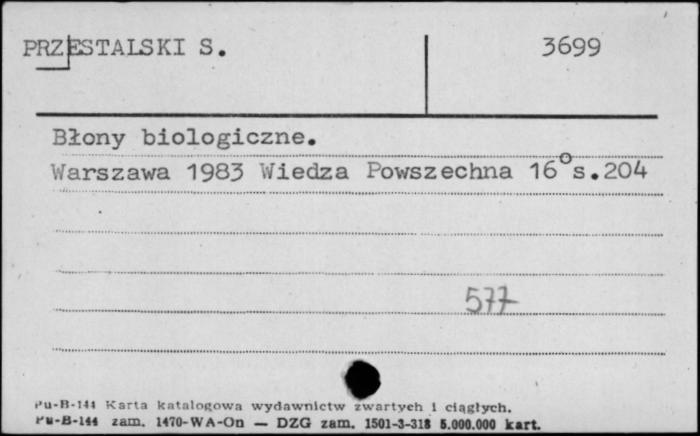 PRZESTALSKI S. 3699
Błony biologiczne.
Warszawa 1983 Wiedza Powszechna 16° s.204
577
Pu-B-144 Karta katalogowa wydawnictw zwartych i ciągłych.
Pu-B-144 zam. 1470-WA-On — DZG zam. 1501-3-318 5.000.000 kart.